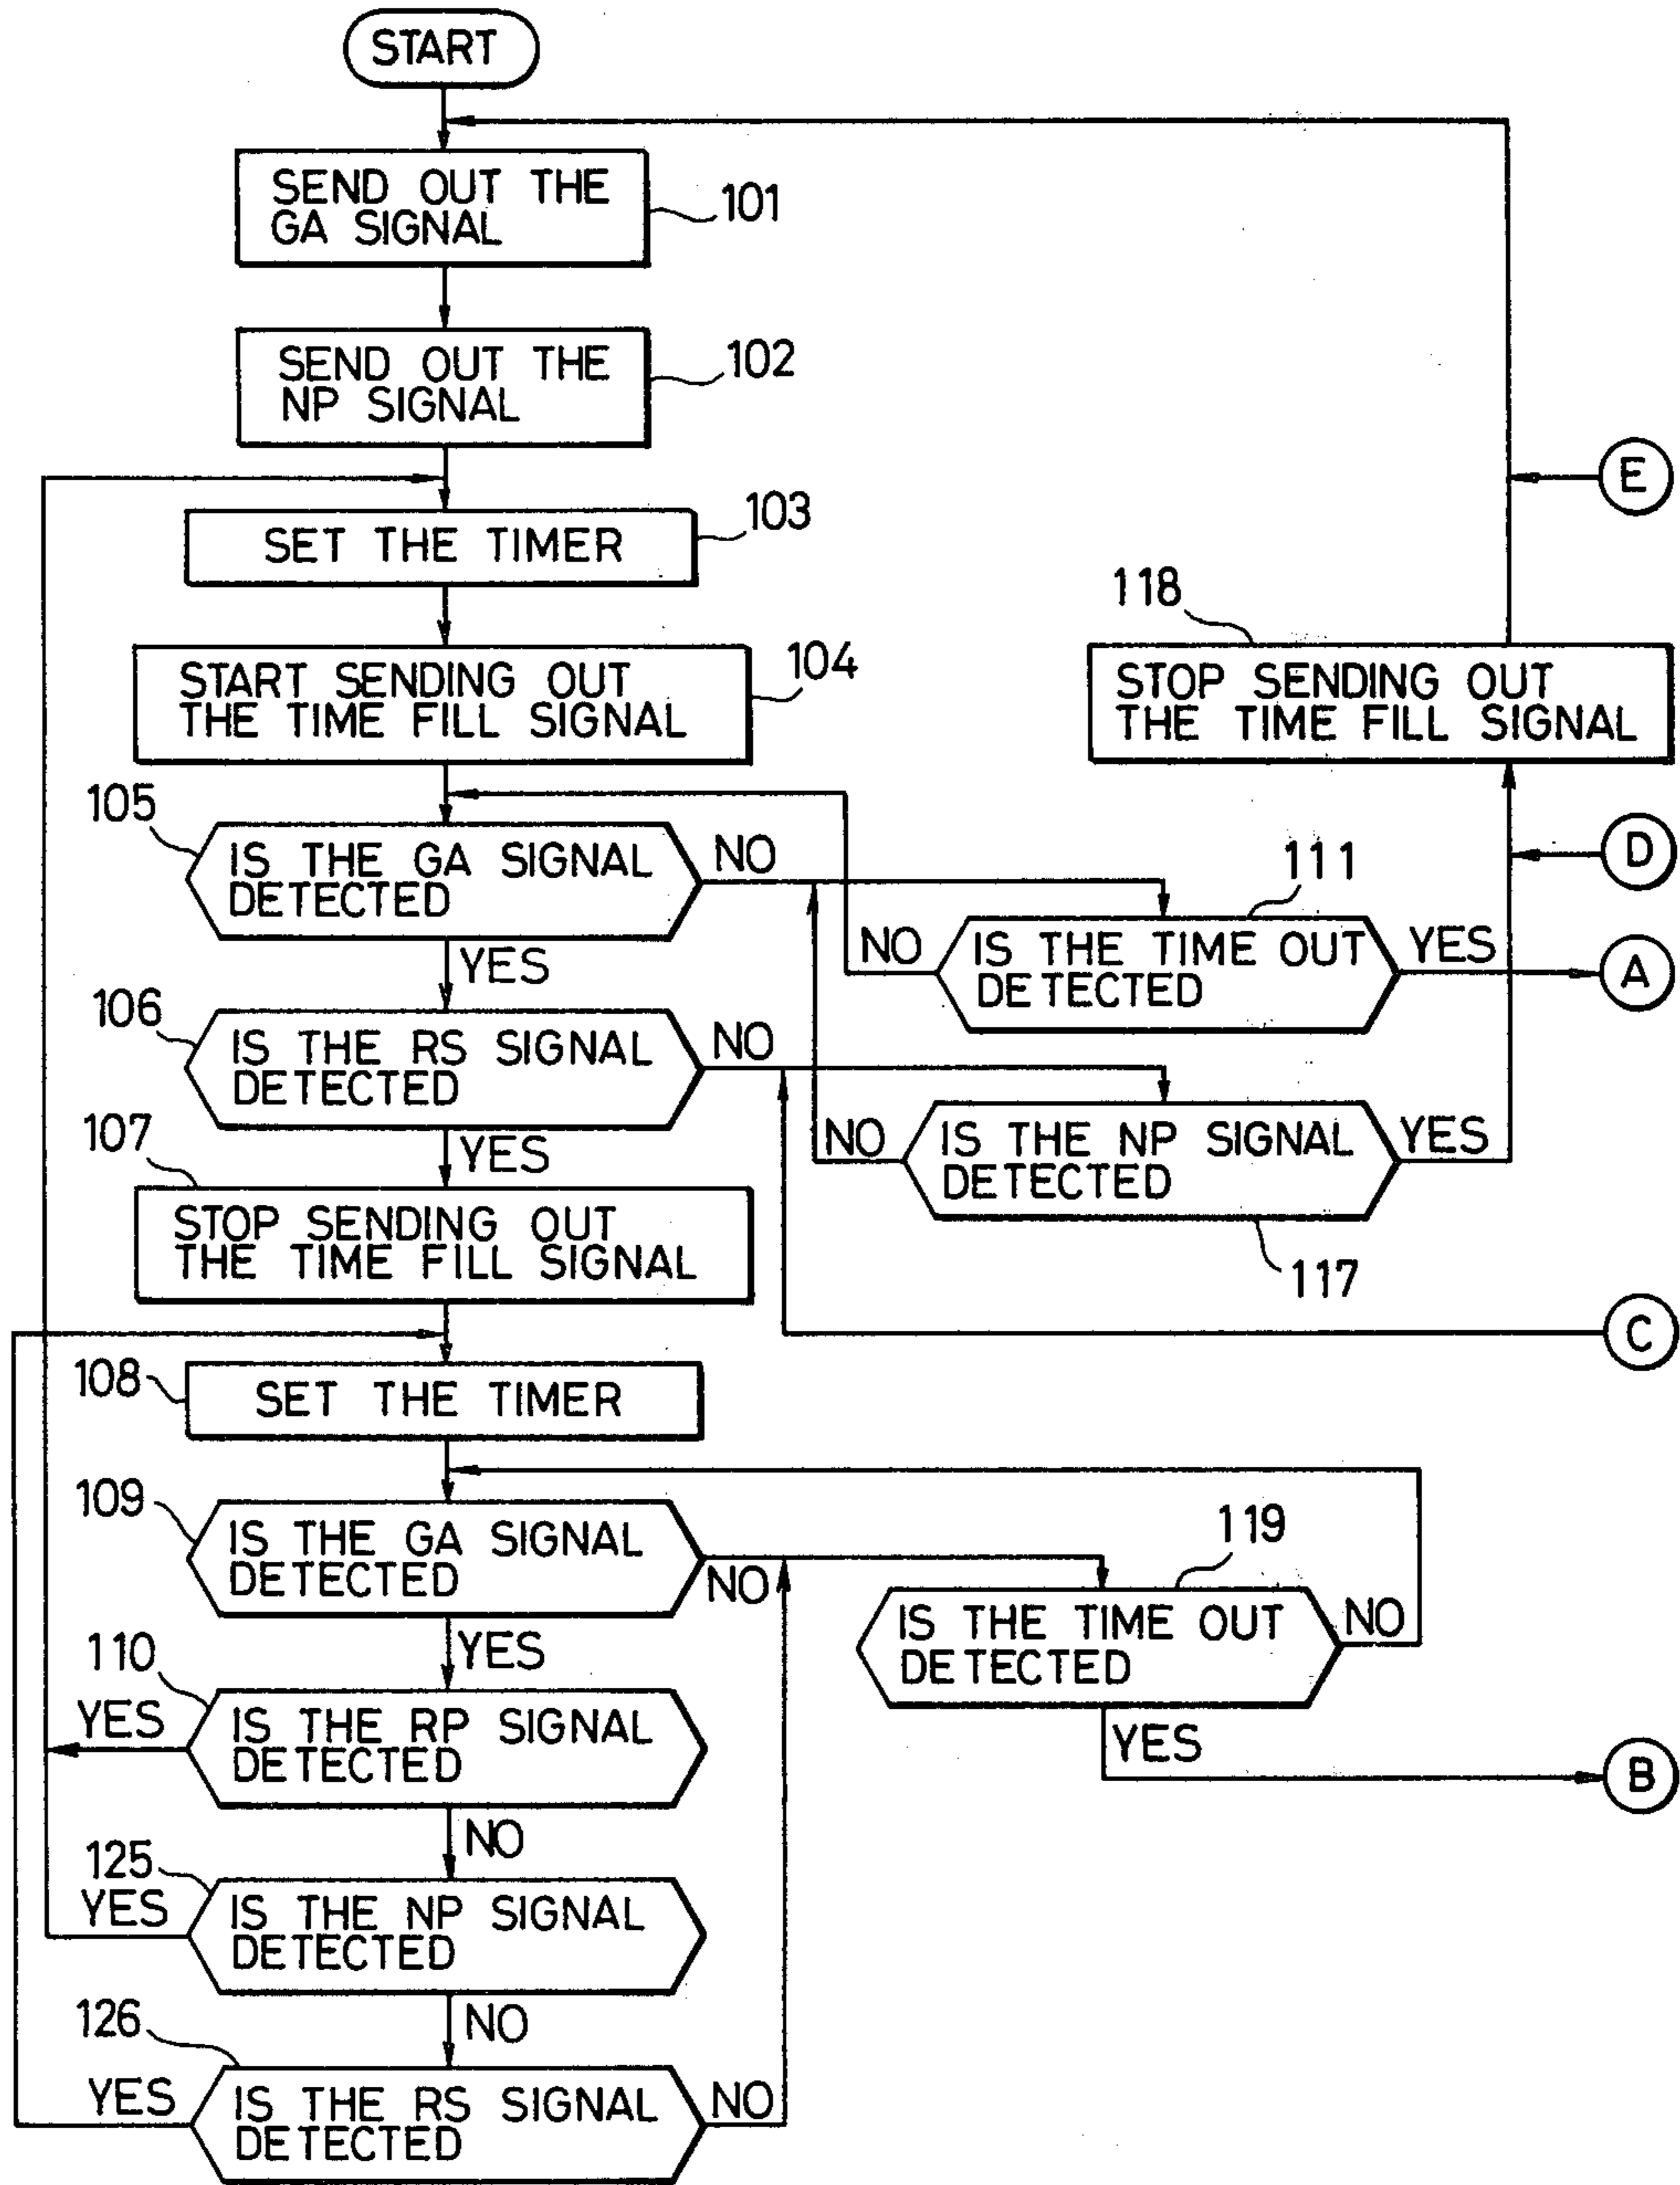 START
SEND OUT THE
GA SIGNAL
101
SEND OUT THE
NP SIGNAL
102
E
SET THE TIMER
103
118
START SENDING OUT
THE TIME FILL SIGNAL
104
STOP SENDING OUT
THE TIME FILL SIGNAL
105
IS THE GA SIGNAL
DETECTED
NO
YES
D
111
NO
IS THE TIME OUT
DETECTED
YES
A
106
IS THE RS SIGNAL
DETECTED
NO
YES
NO
IS THE NP SIGNAL
DETECTED
YES
117
107
STOP SENDING OUT
THE TIME FILL SIGNAL
C
108
SET THE TIMER
109
IS THE GA SIGNAL
DETECTED
NO
YES
119
IS THE TIME OUT
DETECTED
NO
YES
B
110
YES
IS THE RP SIGNAL
DETECTED
NO
125
YES
IS THE NP SIGNAL
DETECTED
NO
126
YES
IS THE RS SIGNAL
DETECTED
NO